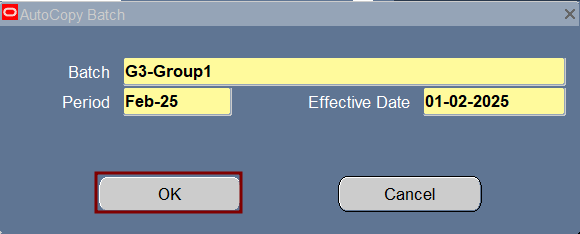 AutoCopy Batch
Batch G3-Group1
Period Feb-25 Effective Date 01-02-2025
OK Cancel